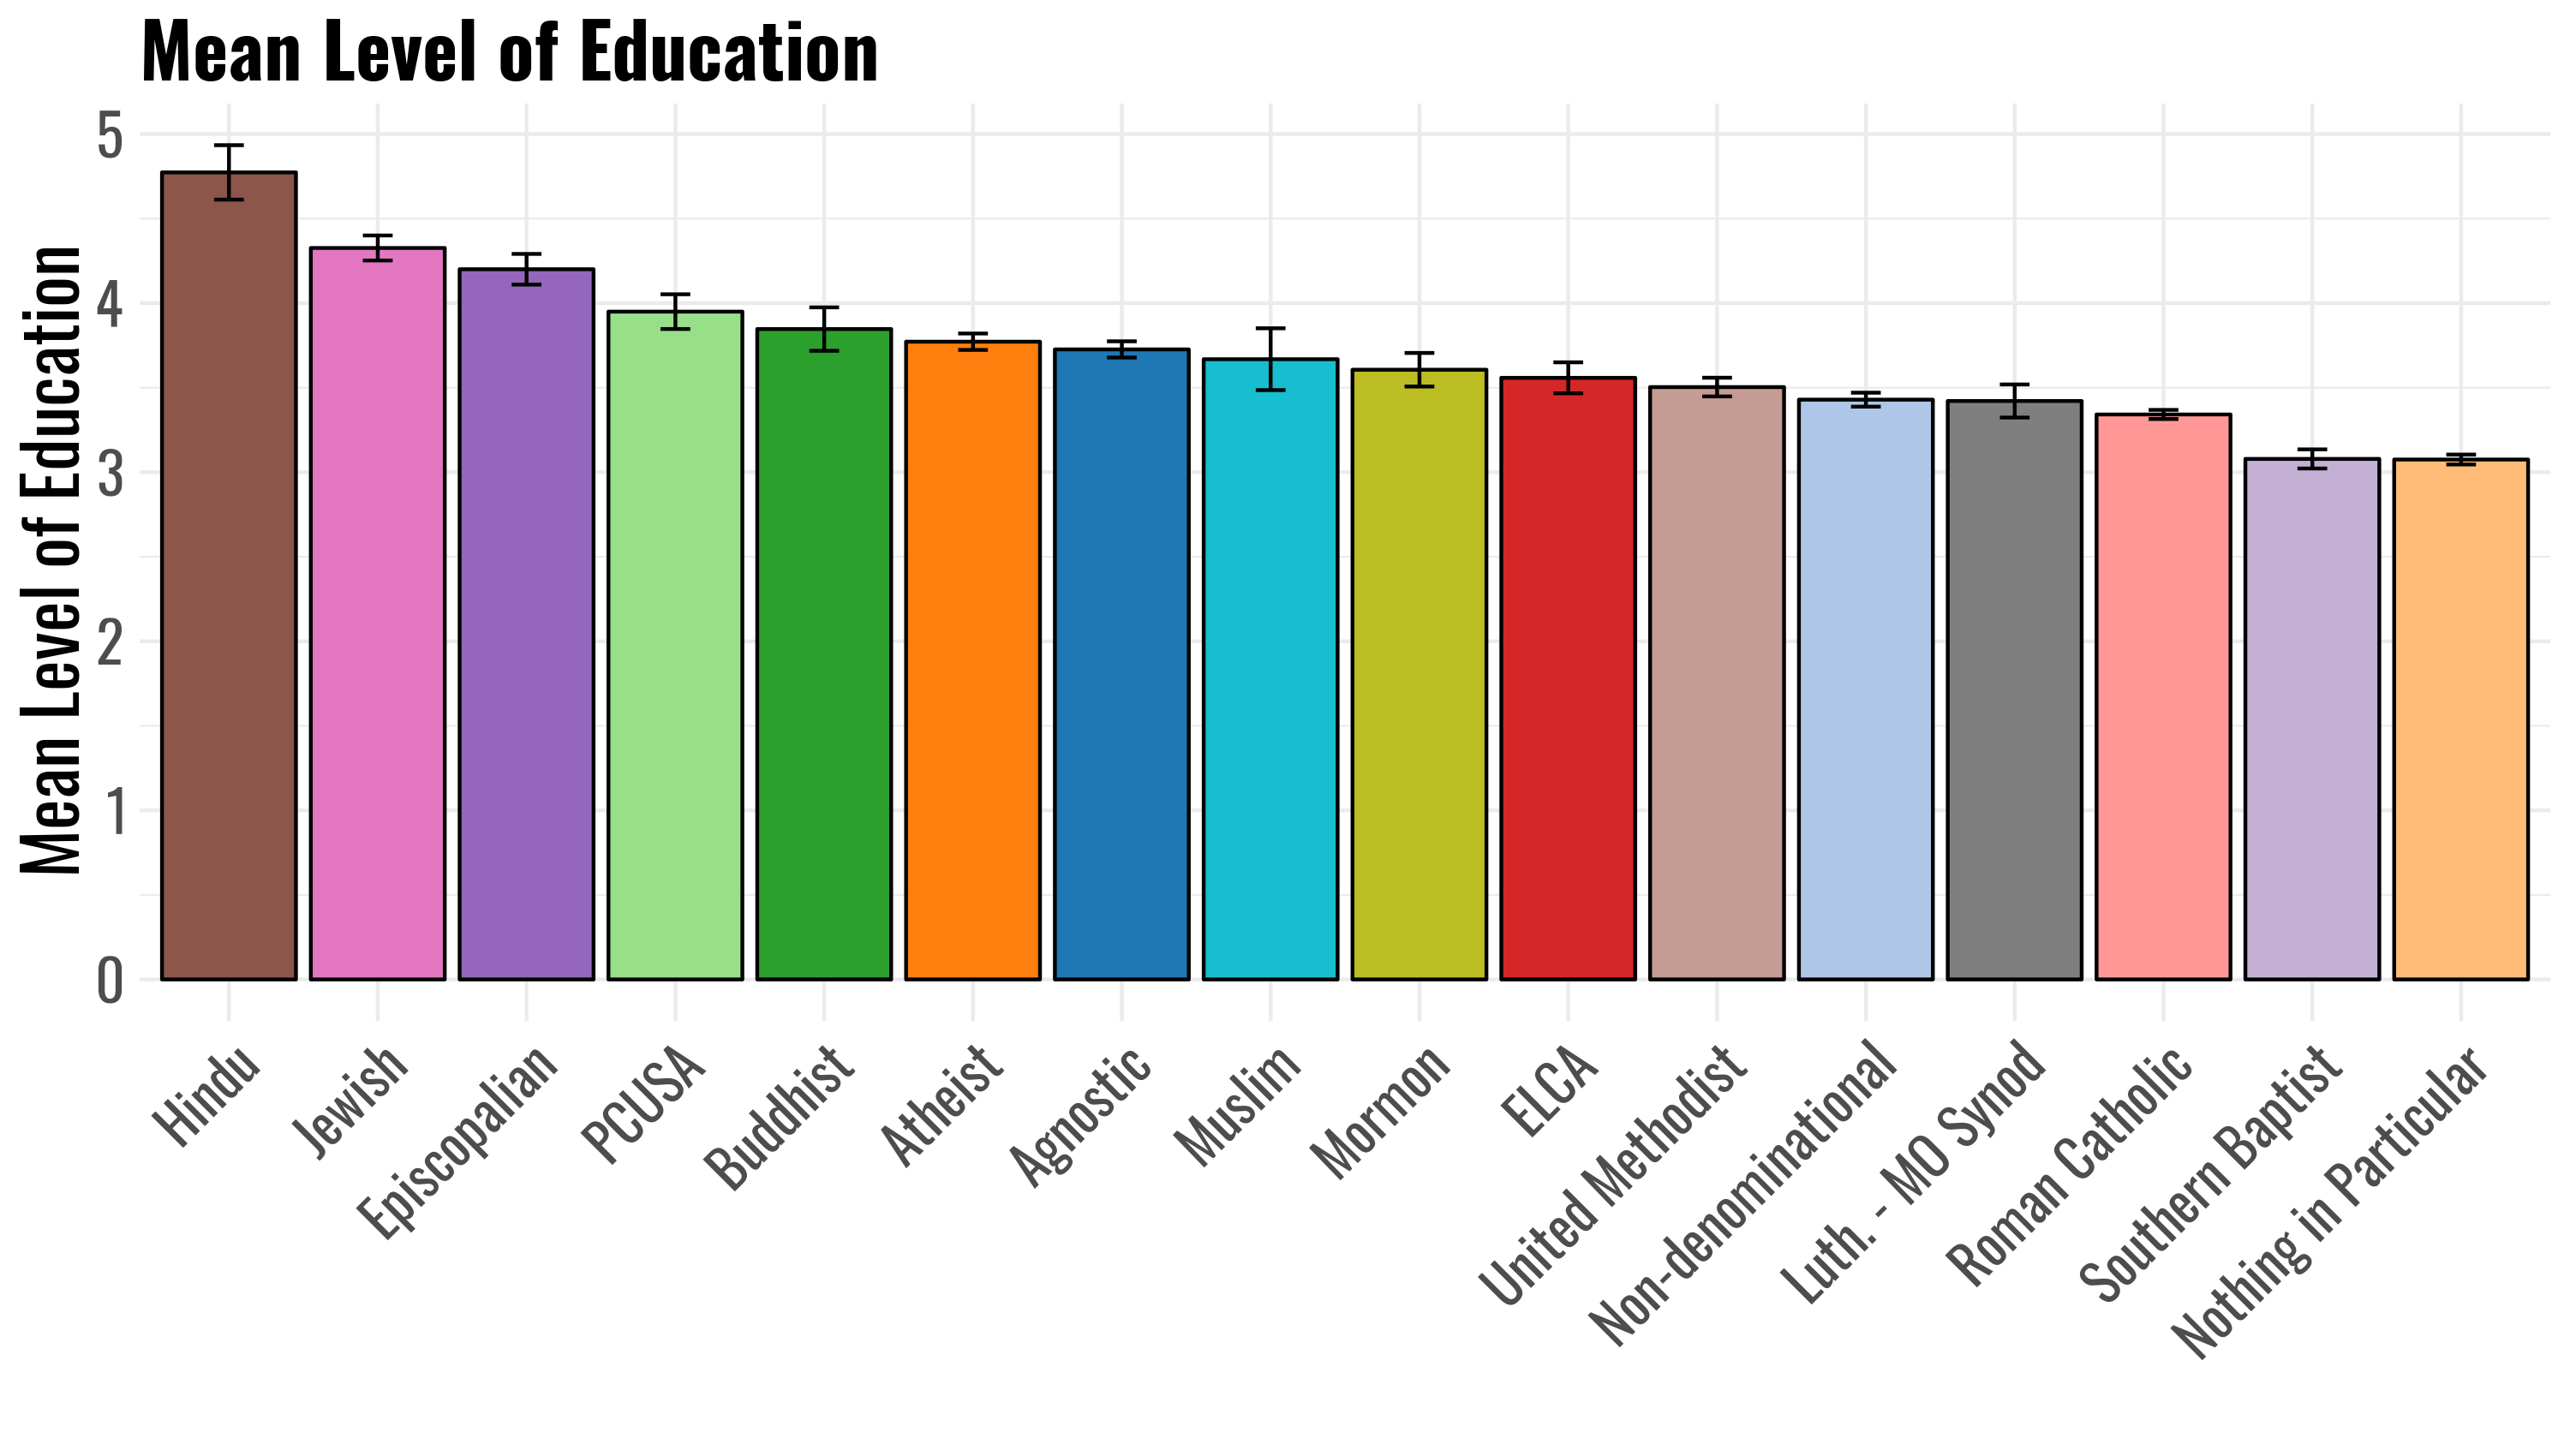 Mean Level of Education
Mean Level of Education
5
4
3
2
1
0
Hindu
Jewish
Episcopalian
PCUSA
Buddhist
Atheist
Agnostic
Muslim
Mormon
ELCA
United Methodist
Non-denominational
Luth. - MO Synod
Roman Catholic
Southern Baptist
Nothing in Particular